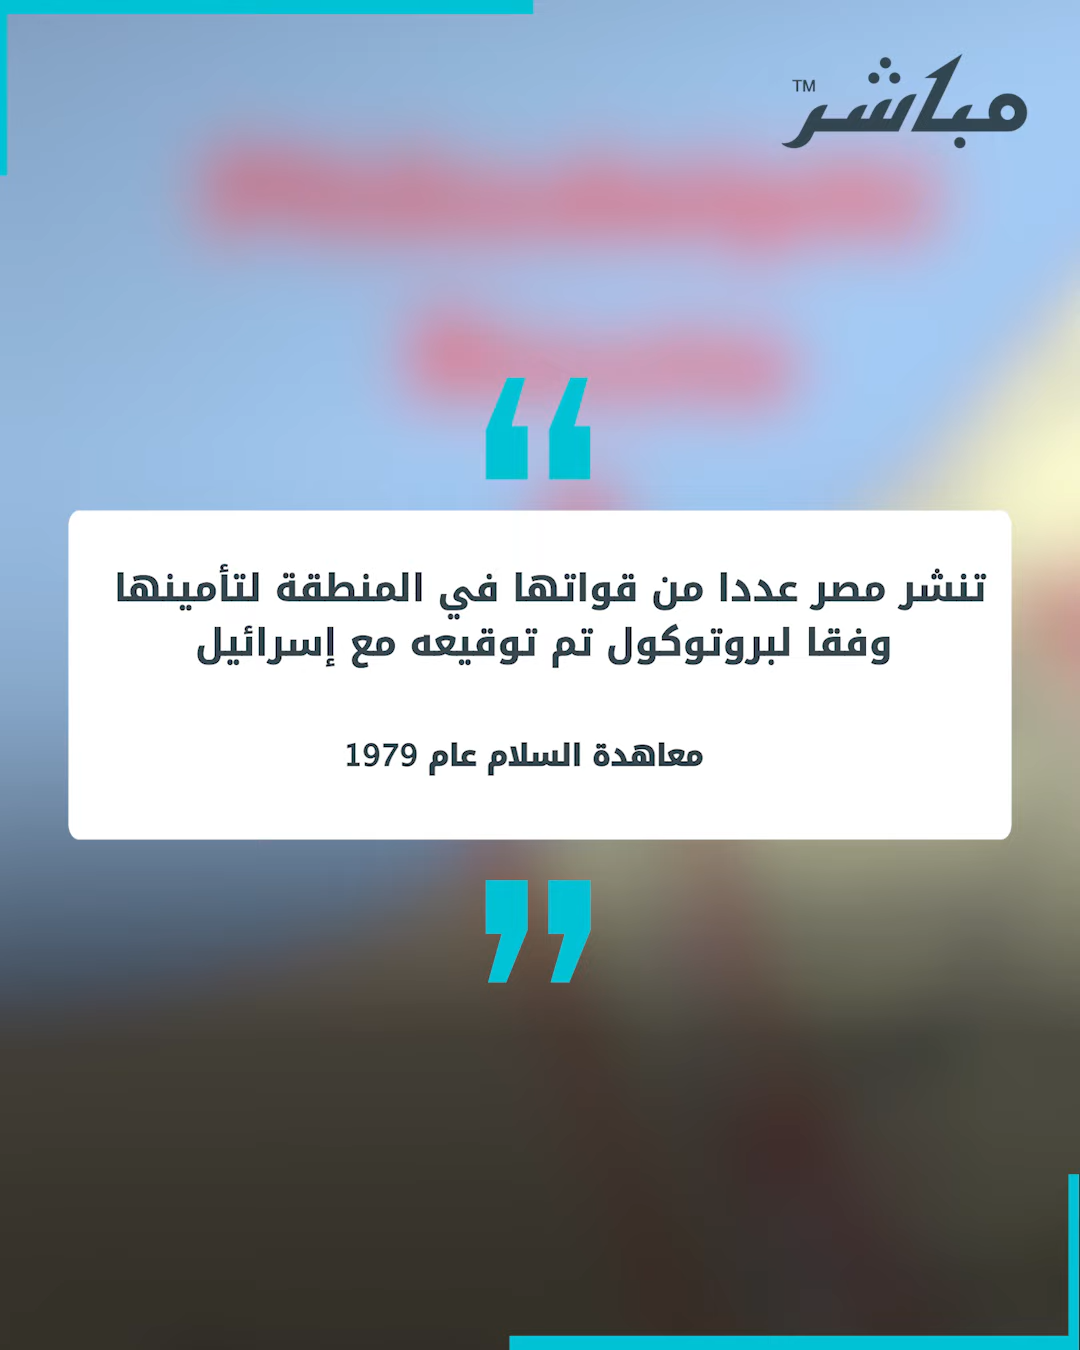 مباشر TM
تنشر مصر عددا من قواتها في المنطقة لتأمينها
وفقا لبروتوكول تم توقيعه مع إسرائيل
معاهدة السلام عام 1979